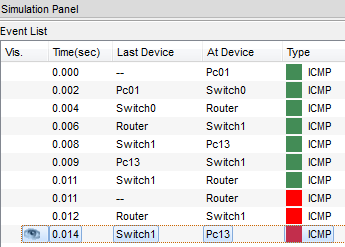 Simulation Panel
Event List
Vis. Time(sec) Last Device At Device Type
0.000 -- Pc01 ICMP
0.002 Pc01 Switch0 ICMP
0.004 Switch0 Router ICMP
0.006 Router Switch1 ICMP
0.008 Switch1 Pc13 ICMP
0.009 Pc13 Switch1 ICMP
0.011 Switch1 Router ICMP
0.011 -- Router ICMP
0.012 Router Switch1 ICMP
0.014 Switch1 Pc13 ICMP